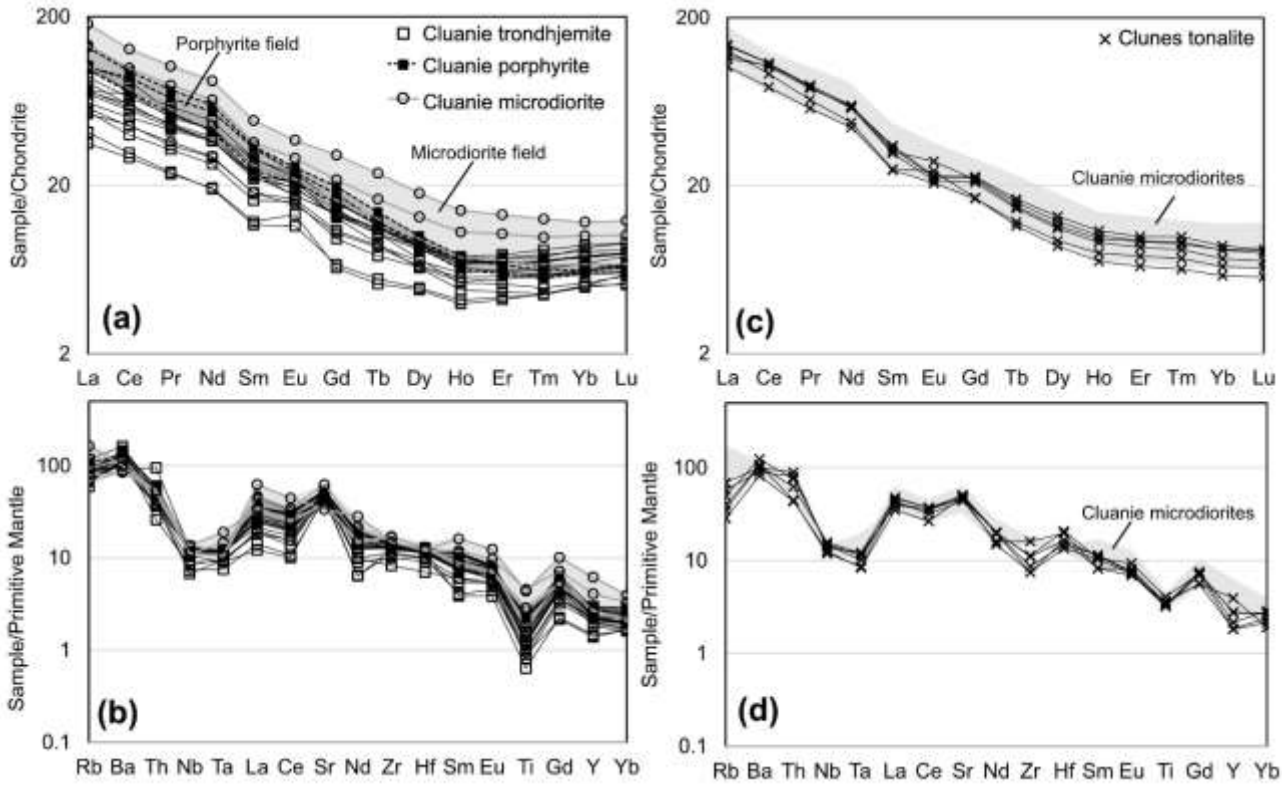 200
20
2
Sample/Chondrite
Porphyrite field
Microdiorite field
Cluanie trondhjemite
Cluanie porphyrite
Cluanie microdiorite
(a)
La Ce Pr Nd Sm Eu Gd Tb Dy Ho Er Tm Yb Lu
200
20
2
Sample/Chondrite
Clunes tonalite
Cluanie microdiorites
(c)
La Ce Pr Nd Sm Eu Gd Tb Dy Ho Er Tm Yb Lu
100
10
1
0.1
Sample/Primitive Mantle
(b)
Rb Ba Th Nb Ta La Ce Sr Nd Zr Hf Sm Eu Ti Gd Y Yb
100
10
1
0.1
Sample/Primitive Mantle
Cluanie microdiorites
(d)
Rb Ba Th Nb Ta La Ce Sr Nd Zr Hf Sm Eu Ti Gd Y Yb